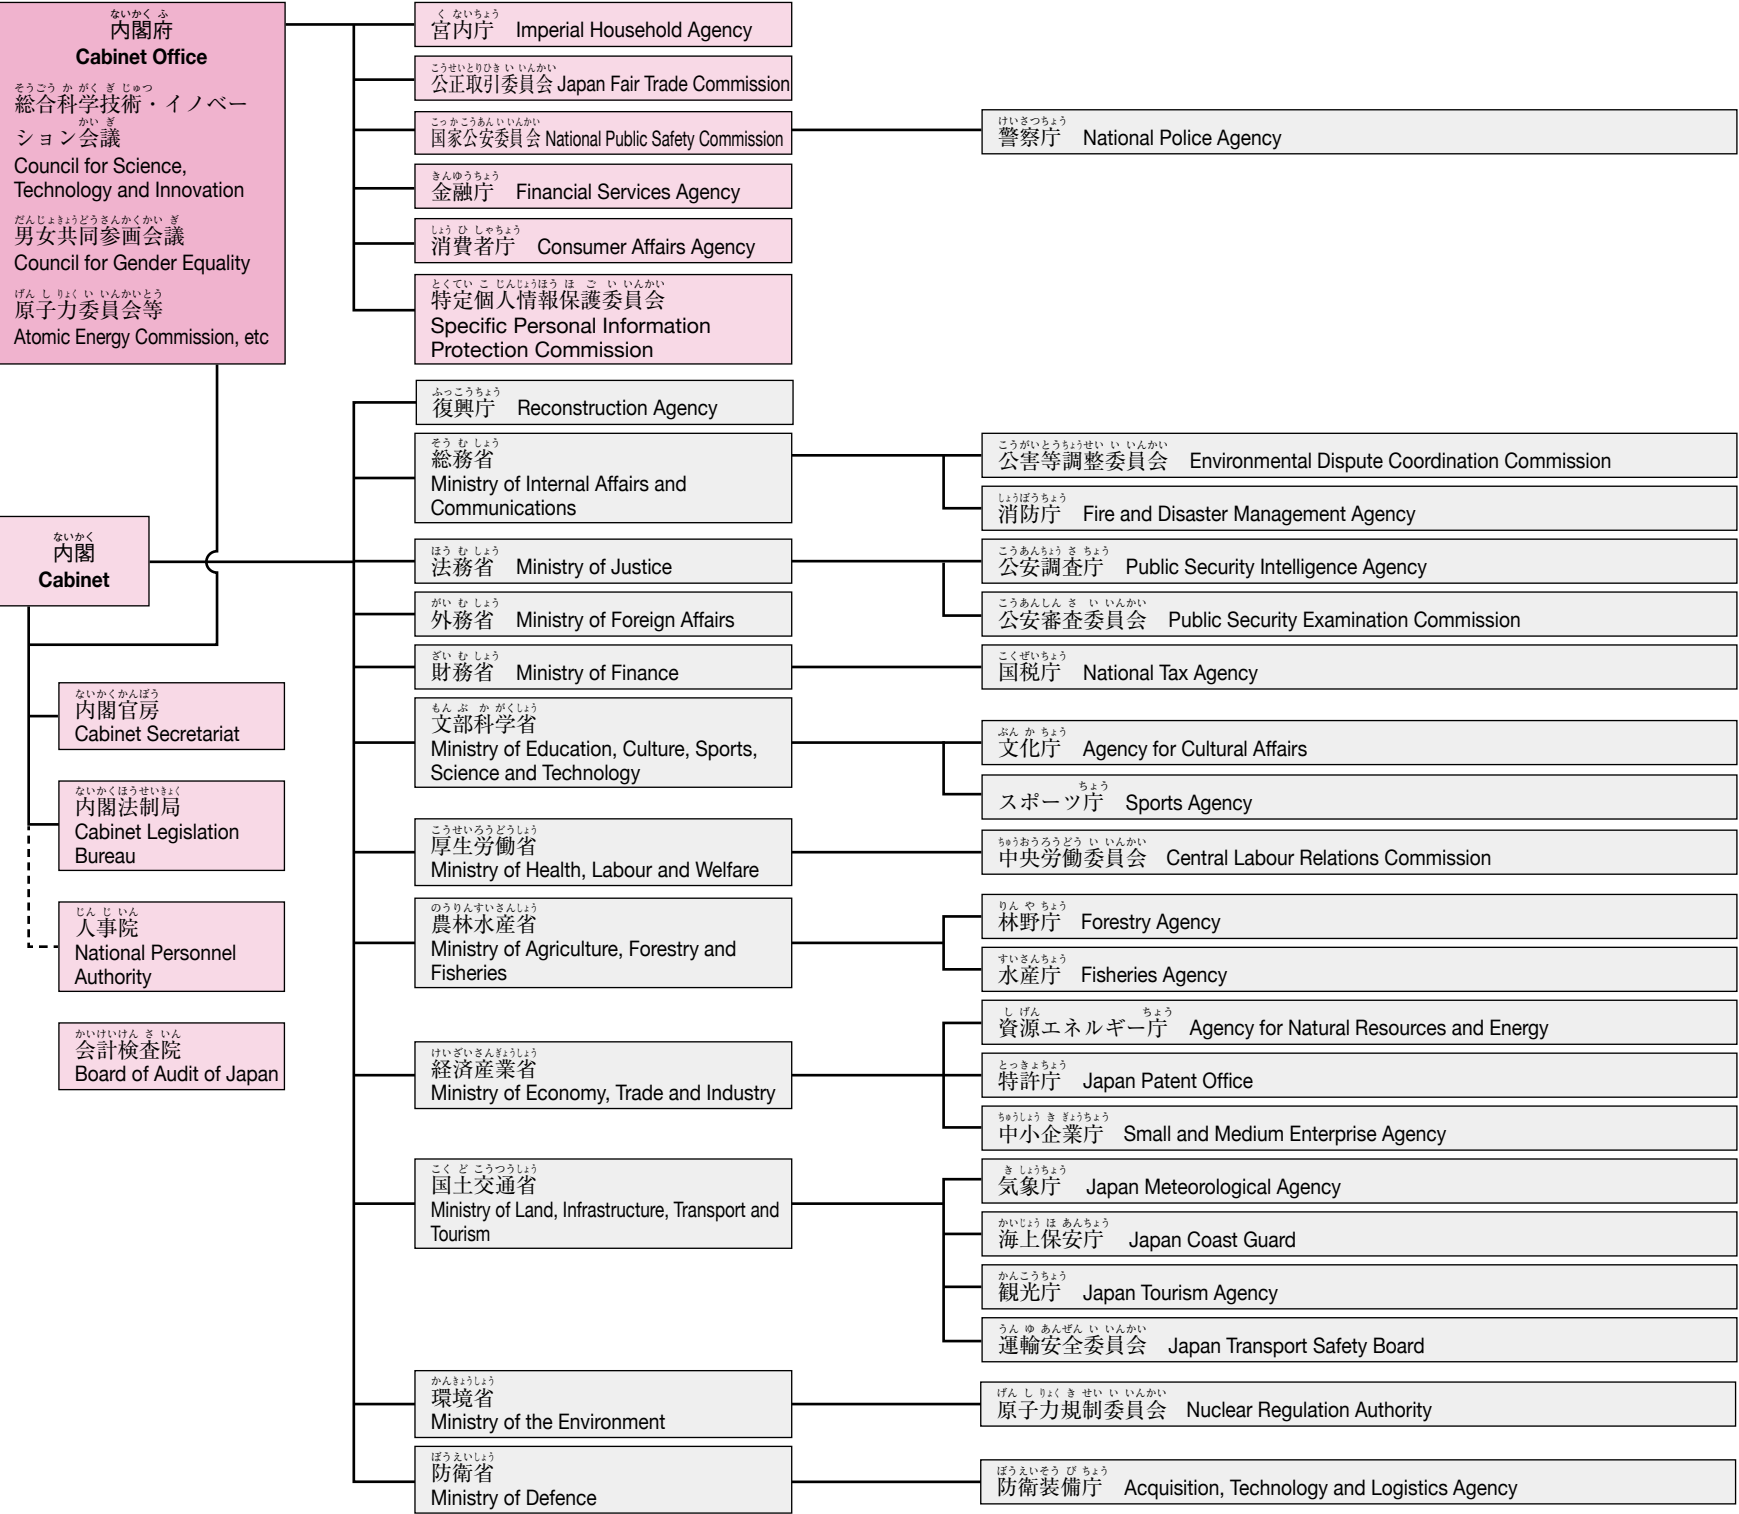 ないかく ふ
内閣府
Cabinet Office
そうごう か がく ぎ じゅつ
総合科学技術・イノベー
かい ぎ
ション会議
Council for Science,
Technology and Innovation
だんじょきょうどうさんかくかい ぎ
男女共同参画会議
Council for Gender Equality
げん し りょく い いんかいとう
原子力委員会等
Atomic Energy Commission, etc
く ないちょう
宮内庁 Imperial Household Agency
こうせいとりひき い いんかい
公正取引委員会 Japan Fair Trade Commission
こっ か こうあん い いんかい
国家公安委員会 National Public Safety Commission
けいさつちょう
警察庁 National Police Agency
きんゆうちょう
金融庁 Financial Services Agency
しょう ひ しゃちょう
消費者庁 Consumer Affairs Agency
とくてい こ じんじょうほう ほ ご い いんかい
特定個人情報保護委員会
Specific Personal Information
Protection Commission
ないかく
内閣
Cabinet
ないかくかんぼう
内閣官房
Cabinet Secretariat
ないかくほうせいきょく
内閣法制局
Cabinet Legislation
Bureau
じん じ いん
人事院
National Personnel
Authority
かいけいけん さ いん
会計検査院
Board of Audit of Japan
ふっこうちょう
復興庁 Reconstruction Agency
そう む しょう
総務省
Ministry of Internal Affairs and
Communications
こうがいとうちょうせい い いんかい
公害等調整委員会 Environmental Dispute Coordination Commission
しょうぼうちょう
消防庁 Fire and Disaster Management Agency
ほう む しょう
法務省 Ministry of Justice
こうあんちょう さ ちょう
公安調査庁 Public Security Intelligence Agency
こうあんしん さ い いんかい
公安審査委員会 Public Security Examination Commission
がい む しょう
外務省 Ministry of Foreign Affairs
ざい む しょう
財務省 Ministry of Finance
こくぜいちょう
国税庁 National Tax Agency
もん ぶ か がくしょう
文部科学省
Ministry of Education, Culture, Sports,
Science and Technology
ぶん か ちょう
文化庁 Agency for Cultural Affairs
ちょう
スポーツ庁 Sports Agency
こうせいろうどうしょう
厚生労働省
Ministry of Health, Labour and Welfare
ちゅうおうろうどう い いんかい
中央労働委員会 Central Labour Relations Commission
のうりんすいさんしょう
農林水産省
Ministry of Agriculture, Forestry and
Fisheries
りん や ちょう
林野庁 Forestry Agency
すいさんちょう
水産庁 Fisheries Agency
けいざいさんぎょうしょう
経済産業省
Ministry of Economy, Trade and Industry
し げん ちょう
資源エネルギー庁 Agency for Natural Resources and Energy
とっきょちょう
特許庁 Japan Patent Office
ちゅうしょう き ぎょうちょう
中小企業庁 Small and Medium Enterprise Agency
こく ど こうつうしょう
国土交通省
Ministry of Land, Infrastructure, Transport and
Tourism
き しょうちょう
気象庁 Japan Meteorological Agency
かいじょう ほ あんちょう
海上保安庁 Japan Coast Guard
かんこうちょう
観光庁 Japan Tourism Agency
うん ゆ あんぜん い いんかい
運輸安全委員会 Japan Transport Safety Board
かんきょうしょう
環境省
Ministry of the Environment
げん し りょく き せい い いんかい
原子力規制委員会 Nuclear Regulation Authority
ぼうえいしょう
防衛省
Ministry of Defence
ぼうえいそう び ちょう
防衛装備庁 Acquisition, Technology and Logistics Agency